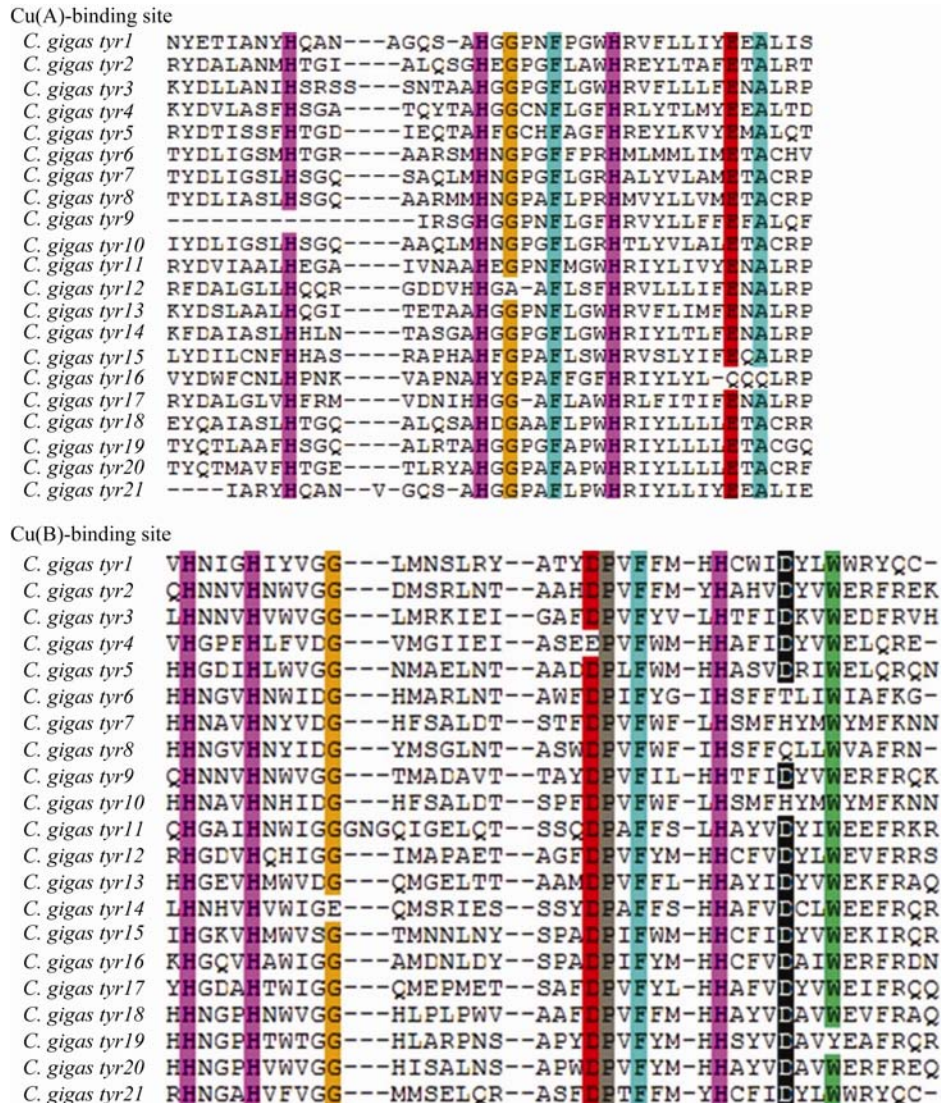 Cu(A)-binding site
C. gigas tyr1 NYETIANYHQAN---AGQS-AHGGPNFPGWHRVFLLIYEEALIS
C. gigas tyr2 RYDALANMHTGI----ALQSGHEGPGFLAWHREYLTAFETALRT
C. gigas tyr3 KYDLLANIHSRSS---SNTAAHGGPGFLGWHRVFLLLFENALRP
C. gigas tyr4 KYDVLASFHSGA----TQYTAHGGCNFLGFHRLYTLMYEEALTD
C. gigas tyr5 RYDTISSFHTGD----IEQTAHFGCHFAGFHREYLKVYEMALQT
C. gigas tyr6 TYDLIGSMHTGR----AARSMHNGPGFFPRHMLMMLIMETACHV
C. gigas tyr7 TYDLIGSLHSGQ----SAQLMHNGPGFLGRHALYVLAMETACRP
C. gigas tyr8 TYDLIASLHSGQ----AARMMHNGPAFLPRHMVYLLVMETACRP
C. gigas tyr9 ----------------IRSGHGGPNFLGFHRVYLLFFEFALQF
C. gigas tyr10 IYDLIGSLHSGQ----AAQLMHNGPGFLGRHTLYVLALETACRP
C. gigas tyr11 RYDVIAALHEGA----IVNAAHEGPNFMGWHRIYLIVYENALRP
C. gigas tyr12 RFDALGLLHQQR----GDDVHHGA-AFLSFHRVLLLIFENALRP
C. gigas tyr13 KYDSLAALHQGI----TETAAHGGPGFLGWHRVFLIMFENALRP
C. gigas tyr14 KFDAIASLHHLN----TASGAHGGPGFLGWHRIYLTLFENALRP
C. gigas tyr15 LYDILCNFHHAS----RAPHAHFGPAFLSWHRVSLYIFEQALRP
C. gigas tyr16 VYDWFCNLHPNK----VAPNAHYGPAFFGFHRIYLYL-QQQLRP
C. gigas tyr17 RYDALGLVHFRM----VDNIHHGG-AFLAWHRLFITIFENALRP
C. gigas tyr18 EYQAIASLHTGQ----ALQSAHDGAAFLPWHRIYLLLLETACRR
C. gigas tyr19 TYQTLAAFHSGQ----ALRTAHGGPGFAPWHRIYLLLLETACGQ
C. gigas tyr20 TYQTMAVFHTGE----TLRYAHGGPAFAPWHRIYLLLLETACRF
C. gigas tyr21 ----IARYHQAN--V-GQS-AHGGPAFLPWHRIYLLIYEEALIE
Cu(B)-binding site
C. gigas tyr1 VHNIGHIYVGG---LMNSLRY--ATYDPVFFM-HHCWIDYLWWRYQC-
C. gigas tyr2 QHNNVHNWVGG---DMSRLNT--AAHDPVFFM-YHAHVDYVWERFREK
C. gigas tyr3 LHNNVHVWVGG---LMRKIEI--GAFDPVFYV-LHTFIDKVWEDFRVH
C. gigas tyr4 VHGPFHLFVDG---VMGIIEI--ASEEPVFWM-HHAFIDYVWELQRE-
C. gigas tyr5 HHGDIHLWVGG---NMAELNT--AADDPLFWM-HHASVDRIWELQRQN
C. gigas tyr6 HHNGVHNWIDG---HMARLNT--AWFDPIFYG-IHSFFTLIWIAFKG-
C. gigas tyr7 HHNAVHNYVDG---HFSALDT--STFDPVFWF-LHSMFHYMWYMFKNN
C. gigas tyr8 HHNGVHNYIDG---YMSGLNT--ASWDPVFWF-IHSFFQLLWVAFRN-
C. gigas tyr9 QHNNVHNWVGG---TMADAVT--TAYDPVFIL-HHTFIDYVWERFRQK
C. gigas tyr10 HHNAVHNHIDG---HFSALDT--SPFDPVFWF-LHSMFHYMWYMFKNN
C. gigas tyr11 QHGAIHNWIGGGNGQIGELQT--SSQDPAFFS-LHAYVDYIWEEFRKR
C. gigas tyr12 RHGDVHQHIGG---IMAPAET--AGFDPVFYM-HHCFVDYLWEVFRRS
C. gigas tyr13 HHGEVHMWVDG---QMGELTT--AAMDPVFFL-HHAYIDYVWEKFRAQ
C. gigas tyr14 LHNHVHVWIGE---QMSRIES--SSYDPAFFS-HHAFVDCLWEEFRQR
C. gigas tyr15 IHGKVHMWVSG---TMNNLNY--SPADPIFWM-HHCFIDYVWEKIRQR
C. gigas tyr16 KHGQVHAWIGG---AMDNLDY--SPADPIFYM-HHCFVDAIWERFRDN
C. gigas tyr17 YHGDAHTWIGG---QMEPMET--SAFDPVFYL-HHAFVDYVWEIFRQQ
C. gigas tyr18 HHNGPHNWVGG---HLPLPWV--AAFDPVFYM-HHAYVDAVWEVFRAQ
C. gigas tyr19 HHNGPHTWTGG---HLARPNS--APYDPVFYM-HHSYVDAVYEAFRQR
C. gigas tyr20 HHNGPHVWVGG---HISALNS--APWDPVFYM-HHAYVDAVWERFREQ
C. gigas tyr21 RHNGAHVFVGG---MMSELQR--ASFDPTFFM-YHCFIDYLWWRYQC-